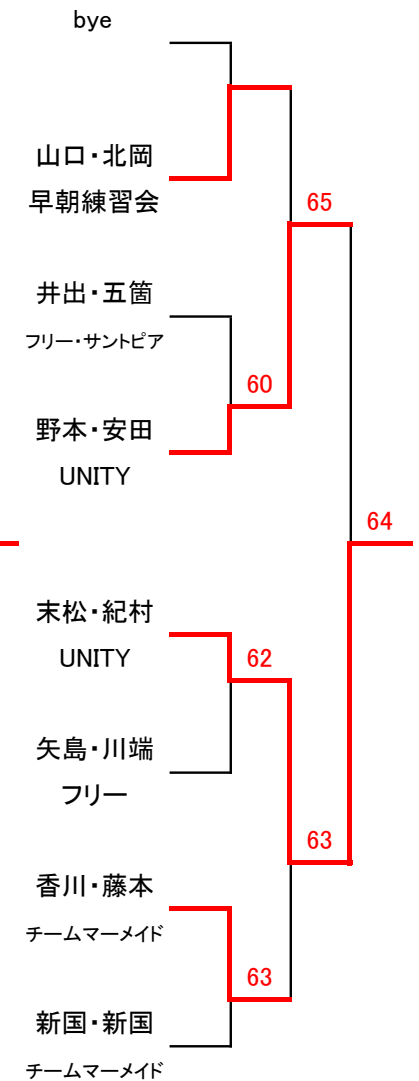 bye
山口・北岡
早朝練習会
65
井出・五箇
フリー・サントピア
60
野本・安田
UNITY
64
末松・紀村
UNITY
62
矢島・川端
フリー
63
香川・藤本
チームマーメイド
63
新国・新国
チームマーメイド